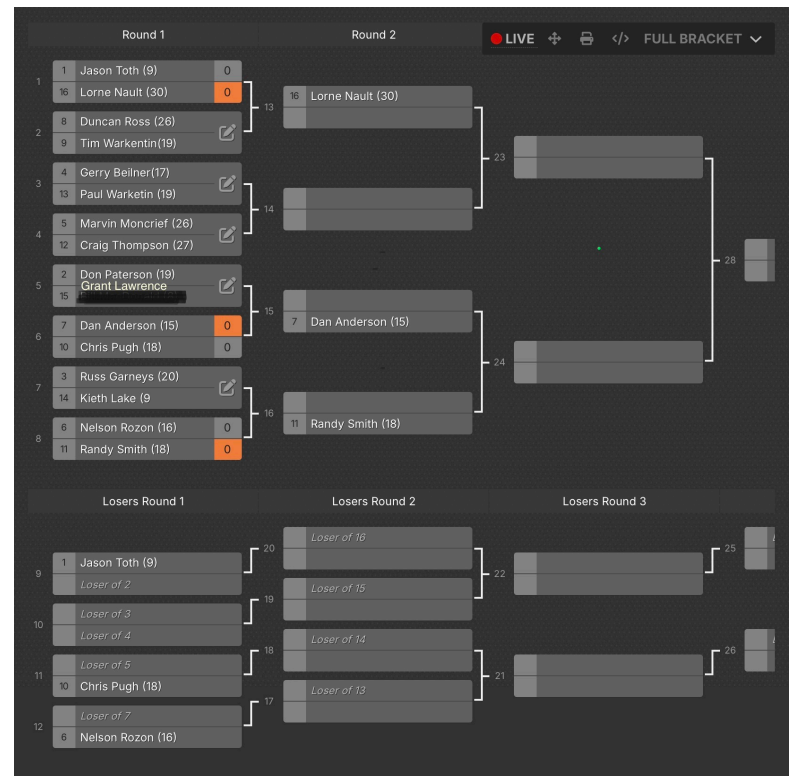 Round 1
Round 2
LIVE </> FULL BRACKET
1
1 Jason Toth (9) 0
16 Lorne Nault (30) 0
2
8 Duncan Ross (26)
9 Tim Warkentin(19)
3
4 Gerry Beilner(17)
13 Paul Warketin (19)
4
5 Marvin Moncrief (26)
12 Craig Thompson (27)
5
2 Don Paterson (19)
Grant Lawrence
15
6
7 Dan Anderson (15) 0
10 Chris Pugh (18) 0
7
3 Russ Garneys (20)
14 Kieth Lake (9
8
6 Nelson Rozon (16) 0
11 Randy Smith (18) 0
13
16 Lorne Nault (30)
14
15
7 Dan Anderson (15)
16
11 Randy Smith (18)
23
24
28
Losers Round 1
Losers Round 2
Losers Round 3
9
1 Jason Toth (9)
Loser of 2
10
Loser of 3
Loser of 4
11
Loser of 5
10 Chris Pugh (18)
12
Loser of 7
6 Nelson Rozon (16)
20
Loser of 16
19
Loser of 15
18
Loser of 14
17
Loser of 13
22
21
25
26